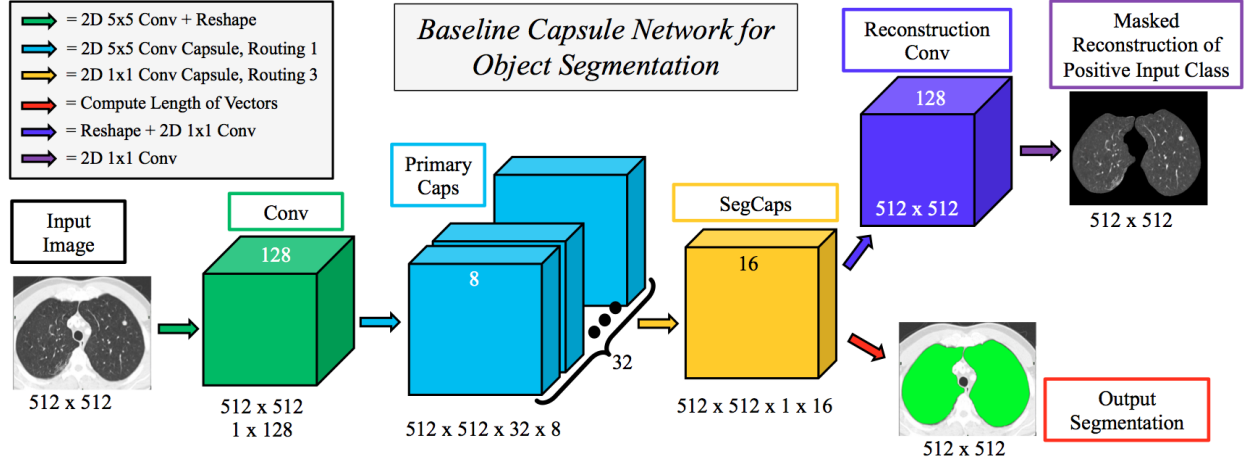 = 2D 5x5 Conv + Reshape
= 2D 5x5 Conv Capsule, Routing 1
= 2D 1x1 Conv Capsule, Routing 3
= Compute Length of Vectors
= Reshape + 2D 1x1 Conv
= 2D 1x1 Conv
Baseline Capsule Network for
Object Segmentation
Input
Image
512 x 512
Conv
128
512 x 512
1 x 128
Primary
Caps
8
32
512 x 512 x 32 x 8
SegCaps
16
512 x 512 x 1 x 16
Reconstruction
Conv
128
512 x 512
Masked
Reconstruction of
Positive Input Class
512 x 512
Output
Segmentation
512 x 512